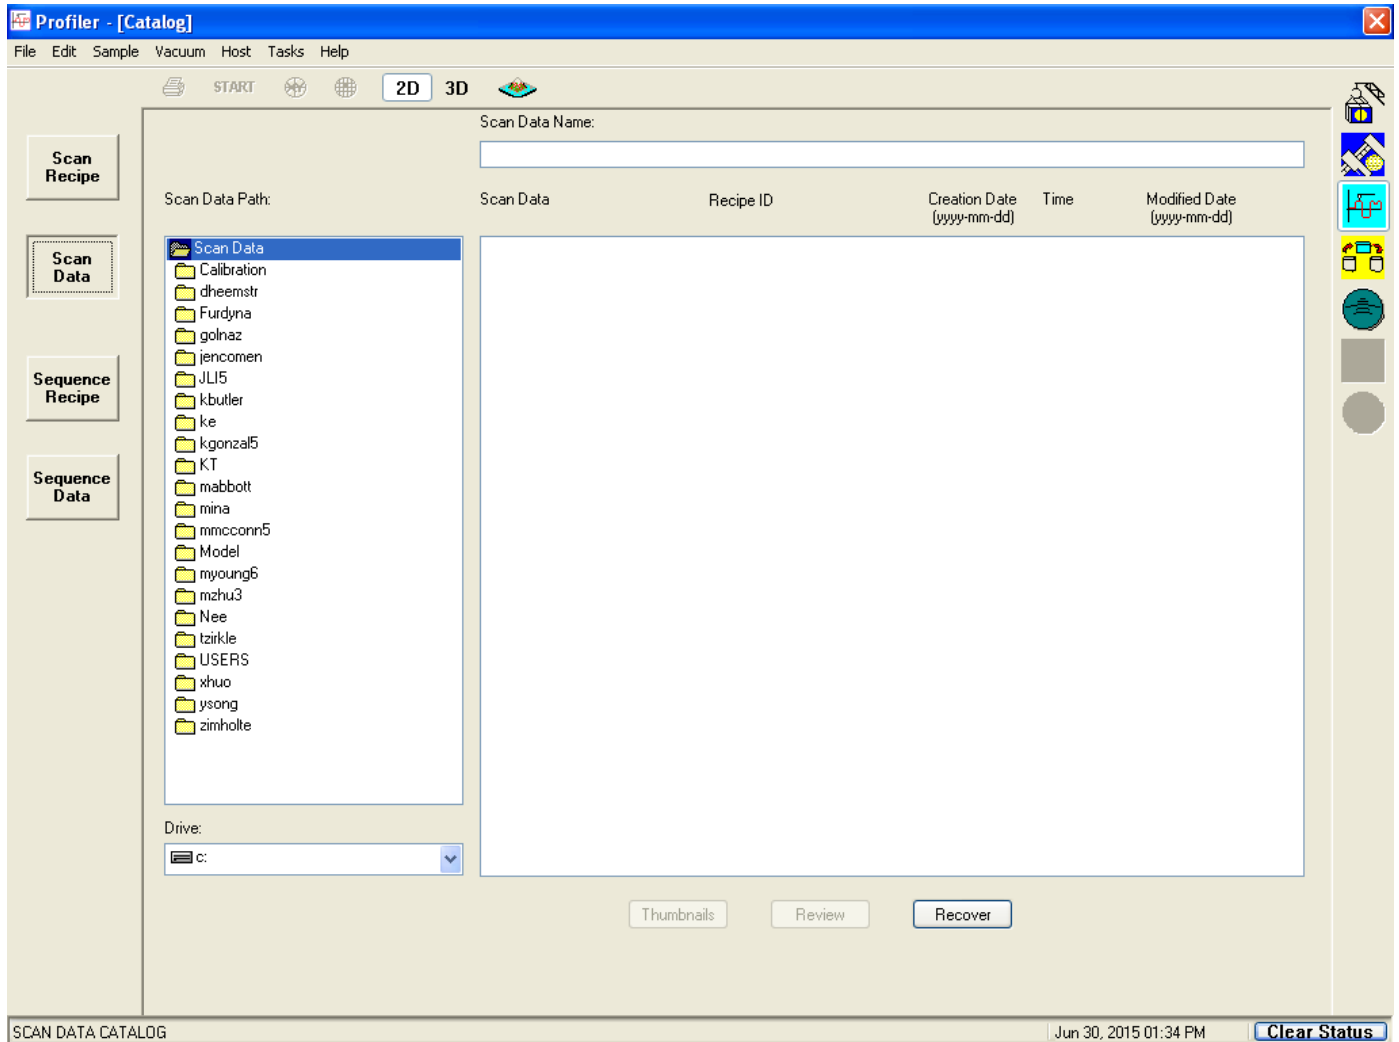 Profiler - [Catalog]
File Edit Sample Vacuum Host Tasks Help
START 2D 3D
Scan Data Name:
Scan
Recipe
Scan Data Path:
Scan Data Recipe ID Creation Date Time Modified Date
(yyyy-mm-dd) (yyyy-mm-dd)
Scan
Data
Scan Data
Calibration
dheemstr
Furdyna
golnaz
jencomen
JLI5
kbutler
ke
kgonzal5
KT
mabbott
mina
mmcconn5
Model
myoung6
mzhu3
Nee
tzirkle
USERS
xhuo
ysong
zimholte
Sequence
Recipe
Sequence
Data
Drive:
c:
Thumbnails Review Recover
SCAN DATA CATALOG Jun 30, 2015 01:34 PM Clear Status